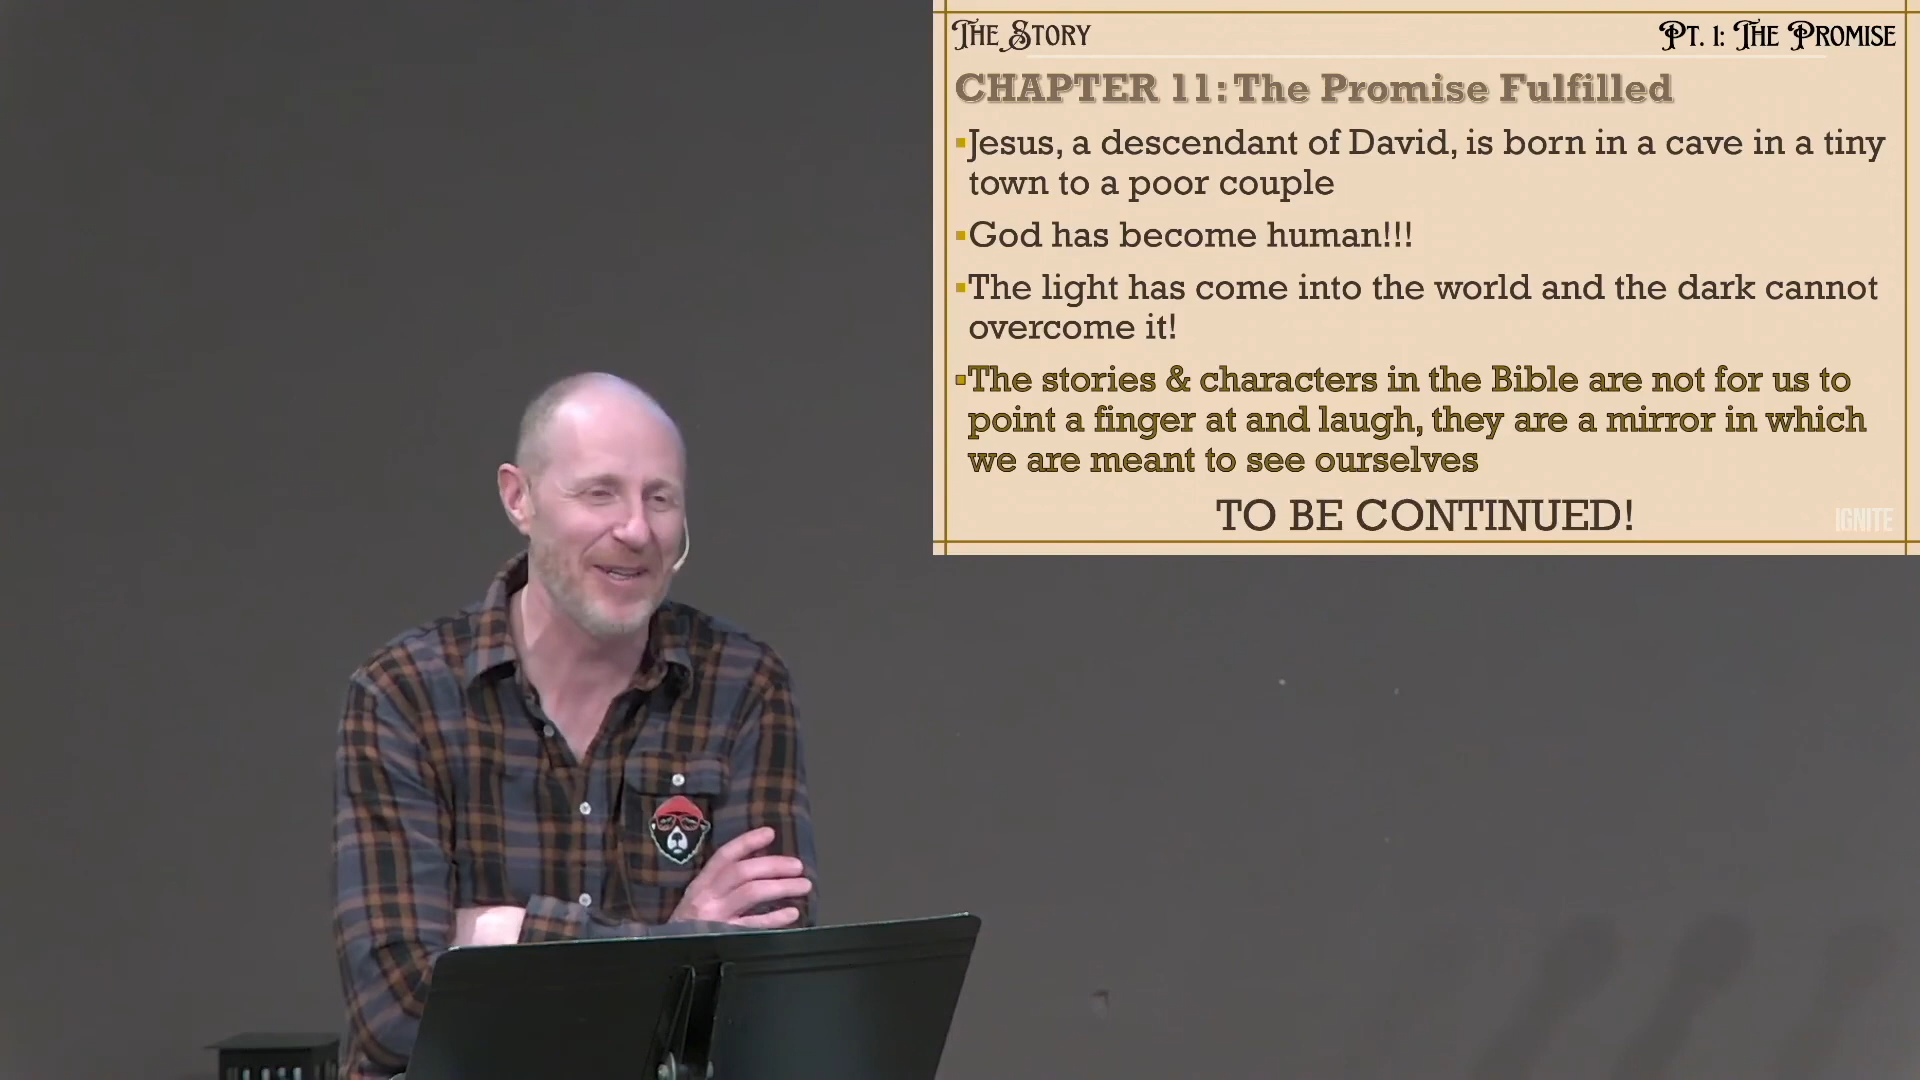 The Story
Pt. 1: The Promise
CHAPTER 11: The Promise Fulfilled
▪Jesus, a descendant of David, is born in a cave in a tiny
town to a poor couple
▪God has become human!!!
▪The light has come into the world and the dark cannot
overcome it!
▪The stories & characters in the Bible are not for us to
point a finger at and laugh, they are a mirror in which
we are meant to see ourselves
TO BE CONTINUED!
IGNITE